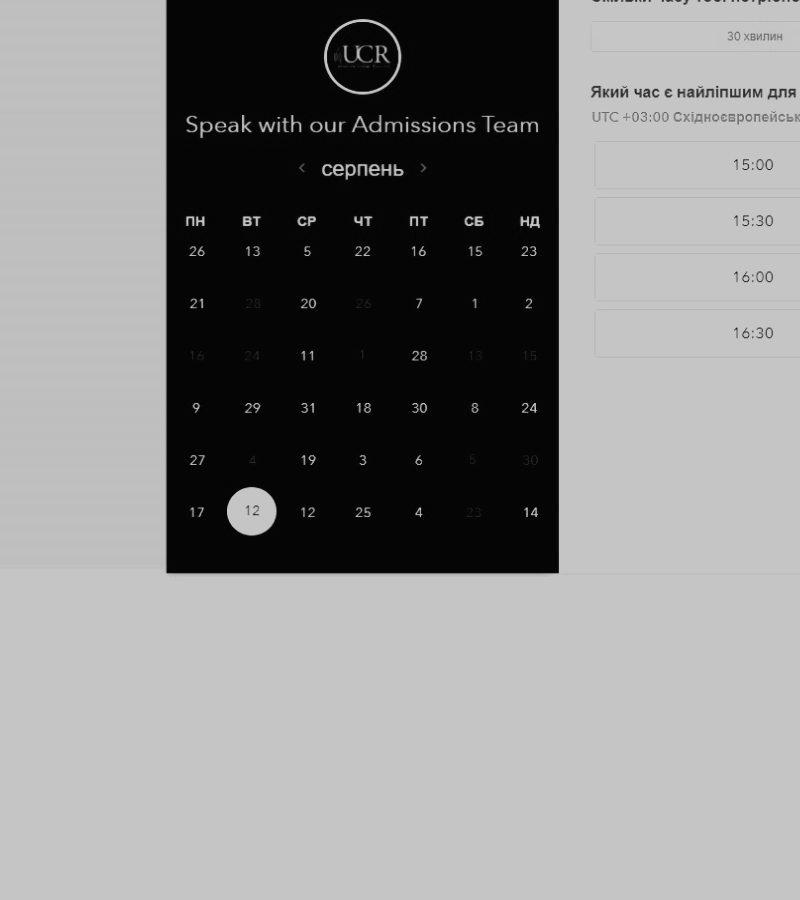 UCR
Speak with our Admissions Team
серпень
ПН ВТ СР ЧТ ПТ СБ НД
26 13 5 22 16 15 23
21 28 20 26 7 1 2
16 24 11 1 28 13 15
9 29 31 18 30 8 24
27 4 19 3 6 5 30
17 12 12 25 4 23 14
30 хвилин
Який час є найліпшим для
UTC +03:00 Східноєвропейськ
15:00
15:30
16:00
16:30